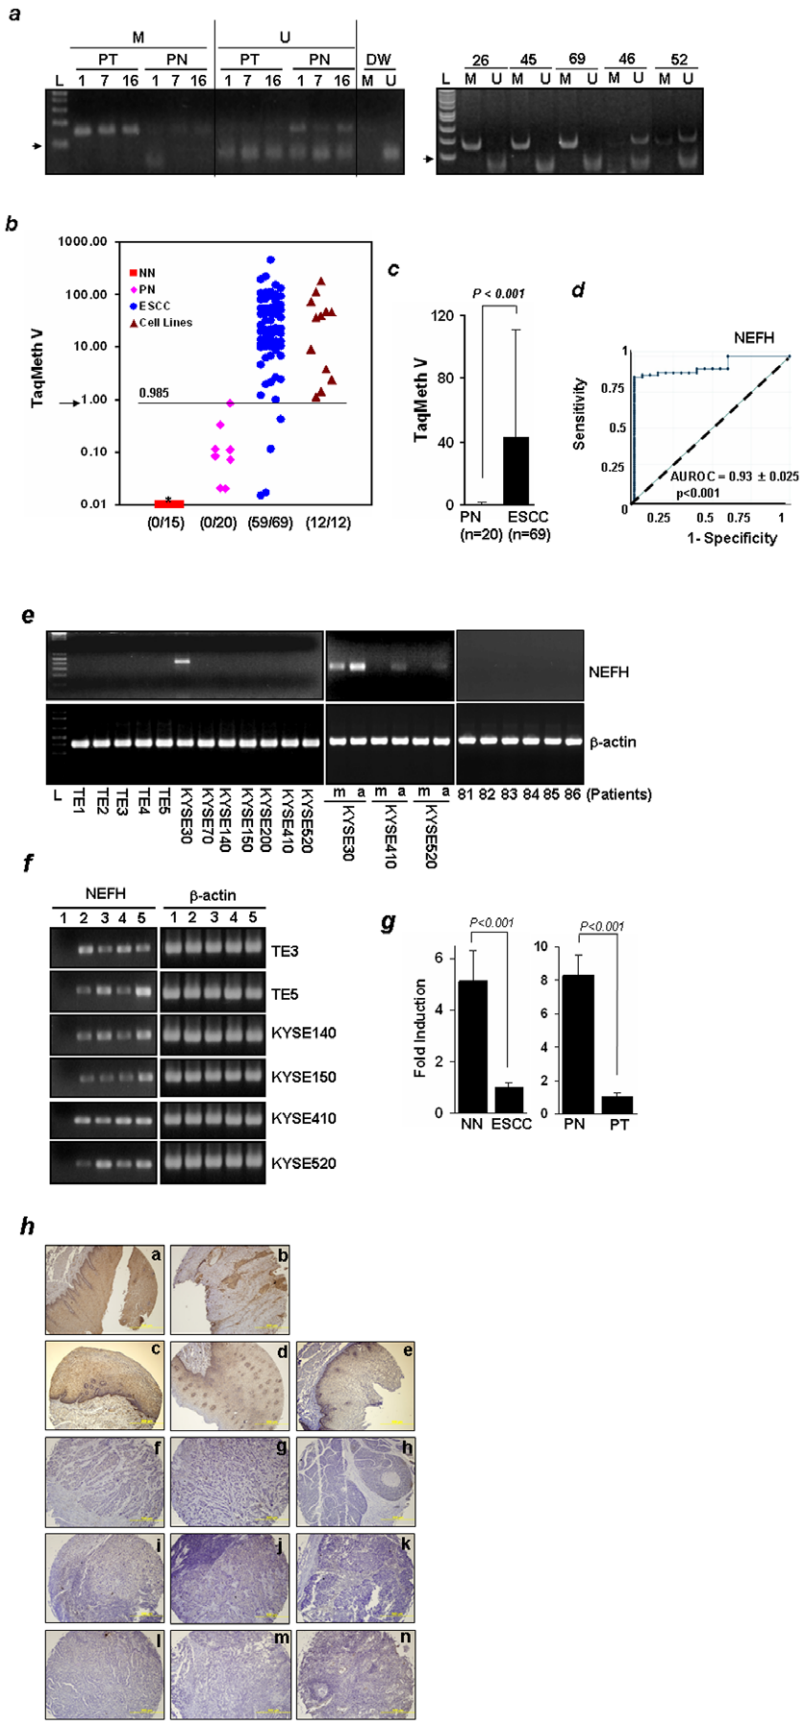 a
M U
PT PN PT PN DW 26 45 69 46 52
L 1 7 16 1 7 16 1 7 16 1 7 16 M U L M U M U M U M U M U
b
1000.00
100.00
10.00
1.00
0.10
0.01
TaqMeth V
NN
PN
ESCC
Cell Lines
0.985
*
(0/15) (0/20) (59/69) (12/12)
c
P < 0.001
120
80
40
0
TaqMeth V
PN ESCC
(n=20) (n=69)
d
NEFH
1
0.75
0.5
0.25
0
Sensitivity
AUROC = 0.93 ± 0.025
p<0.001
0.25 0.5 0.75 1
1- Specificity
e
NEFH
β-actin
L TE1 TE2 TE3 TE4 TE5 KYSE30 KYSE70 KYSE140 KYSE150 KYSE200 KYSE410 KYSE520
m a m a m a
KYSE30 KYSE410 KYSE520
81 82 83 84 85 86 (Patients)
f
NEFH β-actin
1 2 3 4 5 1 2 3 4 5
TE3
TE5
KYSE140
KYSE150
KYSE410
KYSE520
g
P<0.001 P<0.001
Fold Induction
6
4
2
0
NN ESCC
10
8
6
4
2
0
PN PT
h
a b
c d e
f g h
i j k
l m n